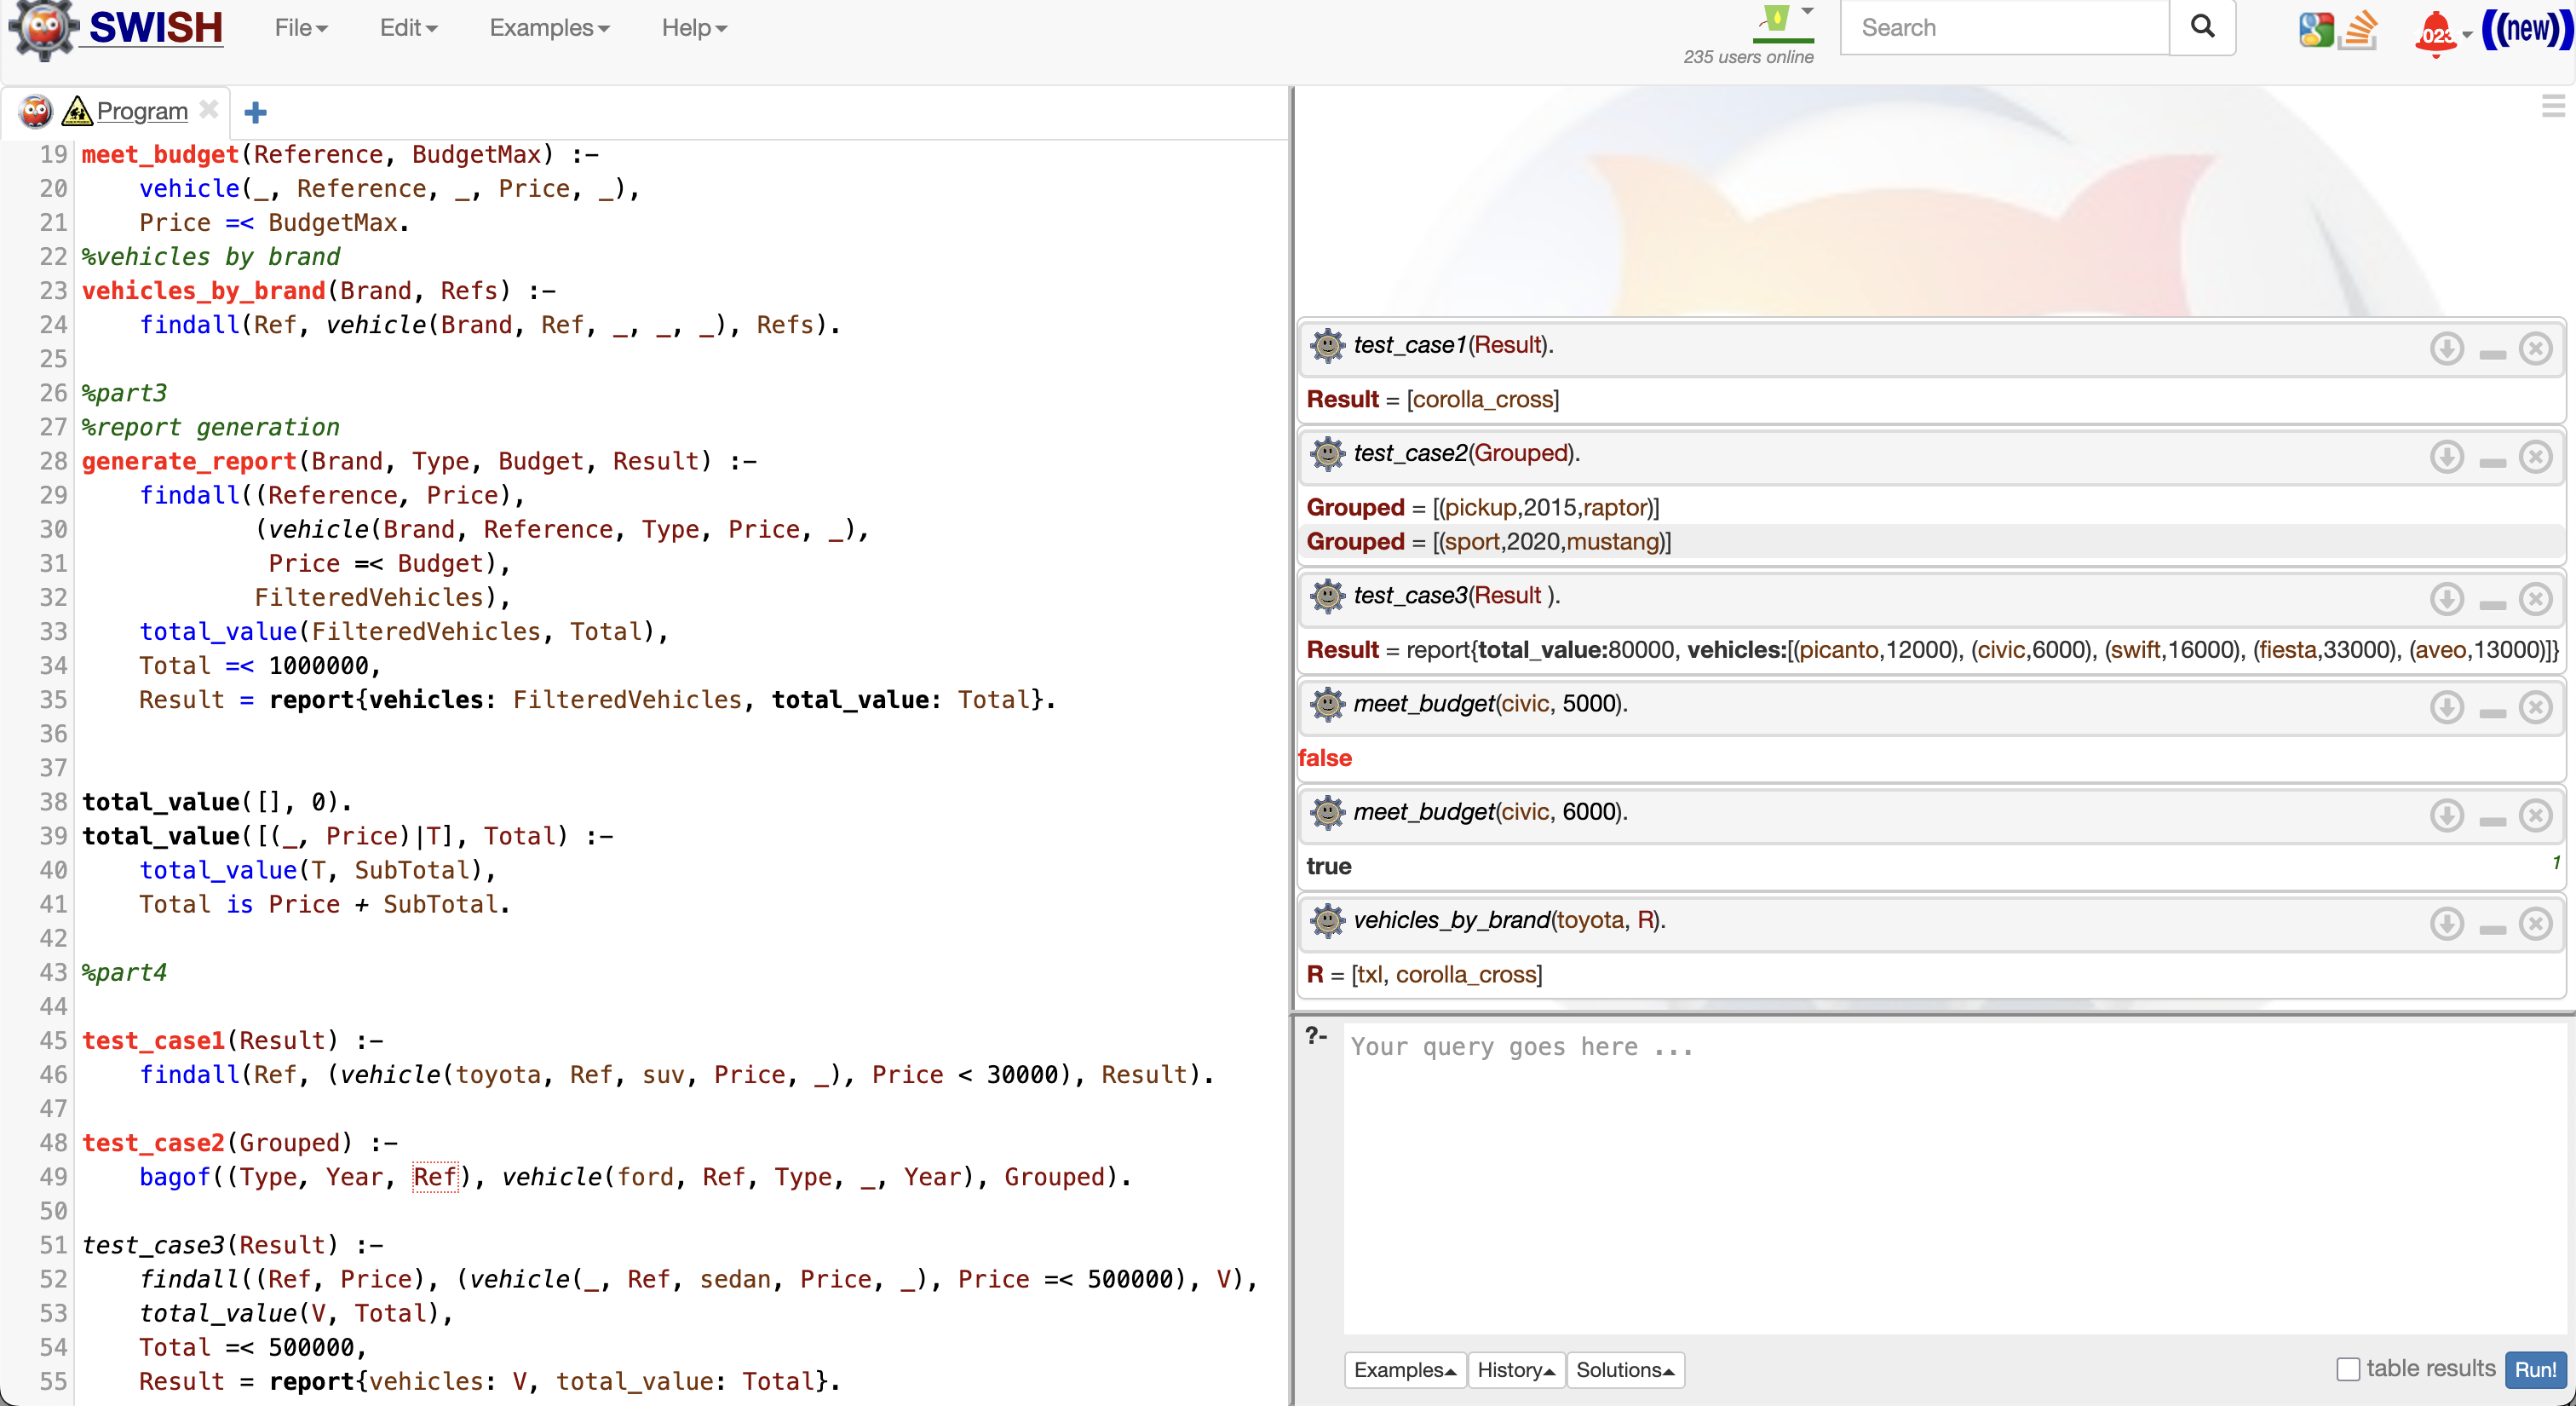 SWISH File Edit Examples Help 235 users online Search 023 ((new))
Program
19 meet_budget(Reference, BudgetMax) :-
20     vehicle(_, Reference, _, Price, _),
21     Price =< BudgetMax.
22 %vehicles by brand
23 vehicles_by_brand(Brand, Refs) :-
24     findall(Ref, vehicle(Brand, Ref, _, _, _), Refs).
25
26 %part3
27 %report generation
28 generate_report(Brand, Type, Budget, Result) :-
29     findall((Reference, Price),
30             (vehicle(Brand, Reference, Type, Price, _),
31              Price =< Budget),
32             FilteredVehicles),
33     total_value(FilteredVehicles, Total),
34     Total =< 1000000,
35     Result = report{vehicles: FilteredVehicles, total_value: Total}.
36
37
38 total_value([], 0).
39 total_value([(_, Price)|T], Total) :-
40     total_value(T, SubTotal),
41     Total is Price + SubTotal.
42
43 %part4
44
45 test_case1(Result) :-
46     findall(Ref, (vehicle(toyota, Ref, suv, Price, _), Price < 30000), Result).
47
48 test_case2(Grouped) :-
49     bagof((Type, Year, Ref), vehicle(ford, Ref, Type, _, Year), Grouped).
50
51 test_case3(Result) :-
52     findall((Ref, Price), (vehicle(_, Ref, sedan, Price, _), Price =< 500000), V),
53     total_value(V, Total),
54     Total =< 500000,
55     Result = report{vehicles: V, total_value: Total}.
test_case1(Result).
Result = [corolla_cross]
test_case2(Grouped).
Grouped = [(pickup,2015,raptor)]
Grouped = [(sport,2020,mustang)]
test_case3(Result ).
Result = report{total_value:80000, vehicles:[(picanto,12000), (civic,6000), (swift,16000), (fiesta,33000), (aveo,13000)]}
meet_budget(civic, 5000).
false
meet_budget(civic, 6000).
true 1
vehicles_by_brand(toyota, R).
R = [txl, corolla_cross]
?- Your query goes here ...
Examples History Solutions table results Run!